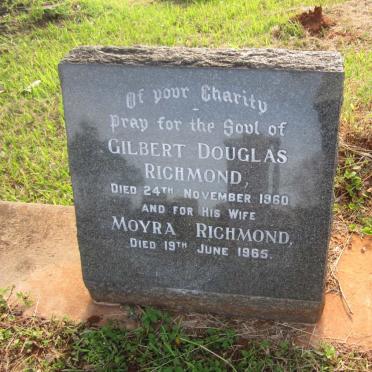 Of your Charity
Pray for the Soul of
GILBERT DOUGLAS
RICHMOND,
DIED 24TH NOVEMBER 1960
AND FOR HIS WIFE
MOYRA RICHMOND,
DIED 19TH JUNE 1965.